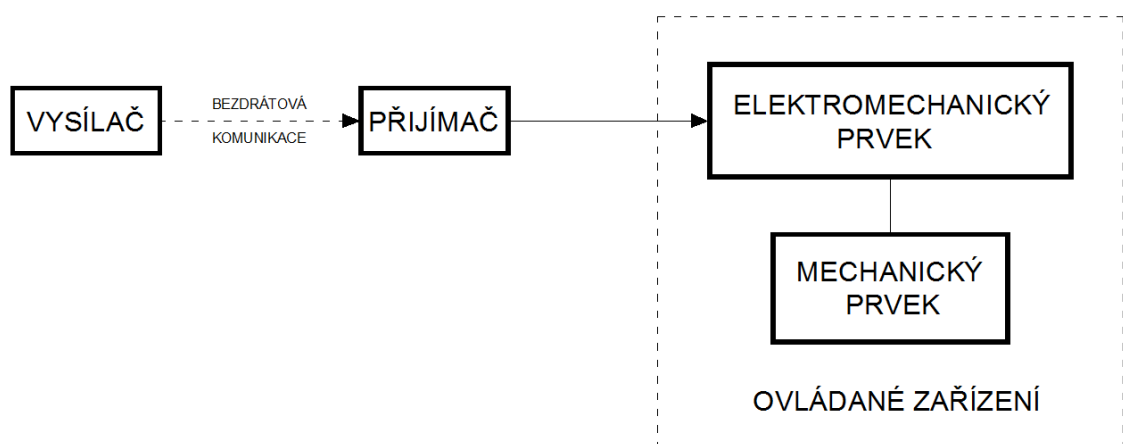 VYSÍLAČ
BEZDRÁTOVÁ
KOMUNIKACE
PŘIJÍMAČ
ELEKTROMECHANICKÝ
PRVEK
MECHANICKÝ
PRVEK
OVLÁDANÉ ZAŘÍZENÍ